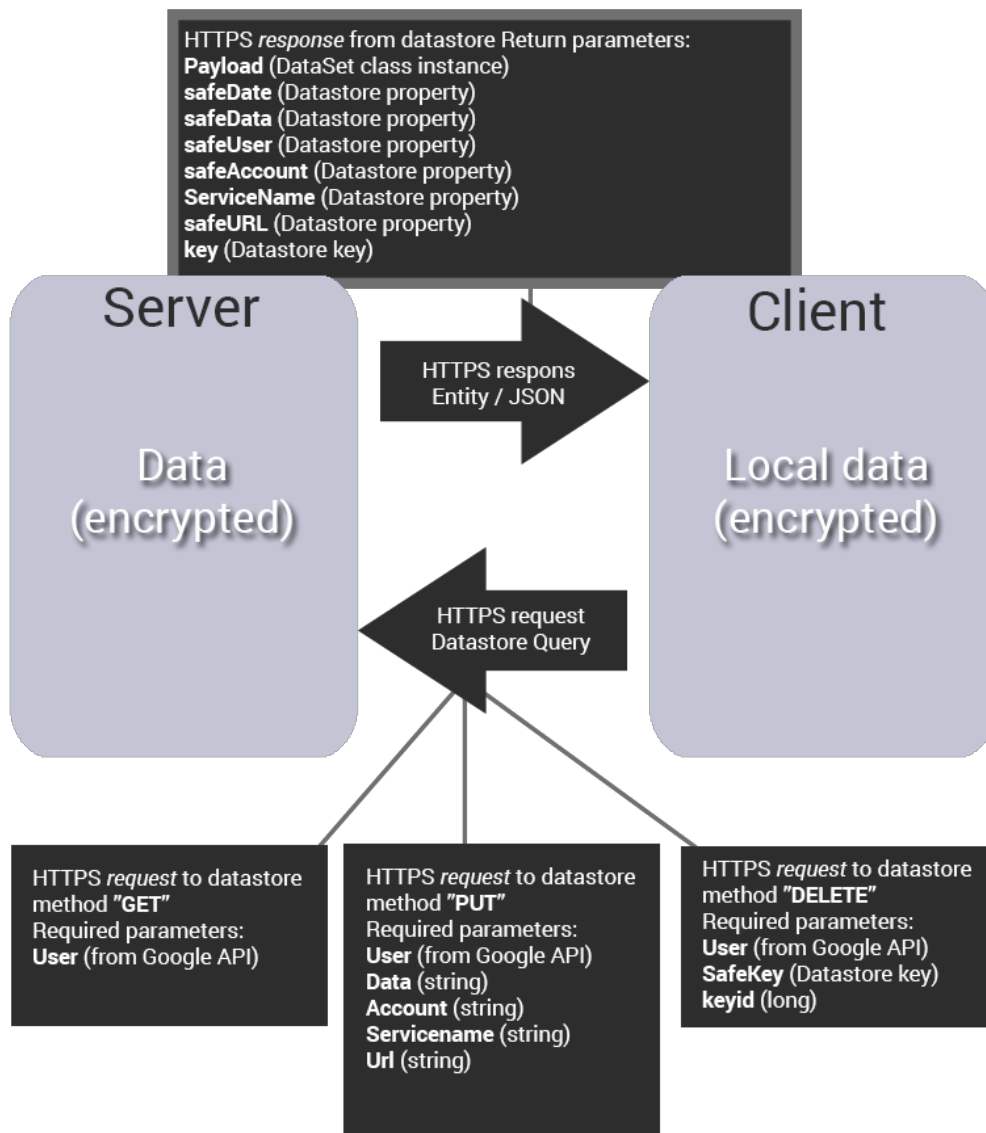 HTTPS response from datastore Return parameters:
Payload (DataSet class instance)
safeDate (Datastore property)
safeData (Datastore property)
safeUser (Datastore property)
safeAccount (Datastore property)
ServiceName (Datastore property)
safeURL (Datastore property)
key (Datastore key)
Server
Client
HTTPS respons
Entity / JSON
Data
(encrypted)
Local data
(encrypted)
HTTPS request
Datastore Query
HTTPS request to datastore
method ”GET”
Required parameters:
User (from Google API)
HTTPS request to datastore
method ”PUT”
Required parameters:
User (from Google API)
Data (string)
Account (string)
Servicename (string)
Url (string)
HTTPS request to datastore
method ”DELETE”
Required parameters:
User (from Google API)
SafeKey (Datastore key)
keyid (long)